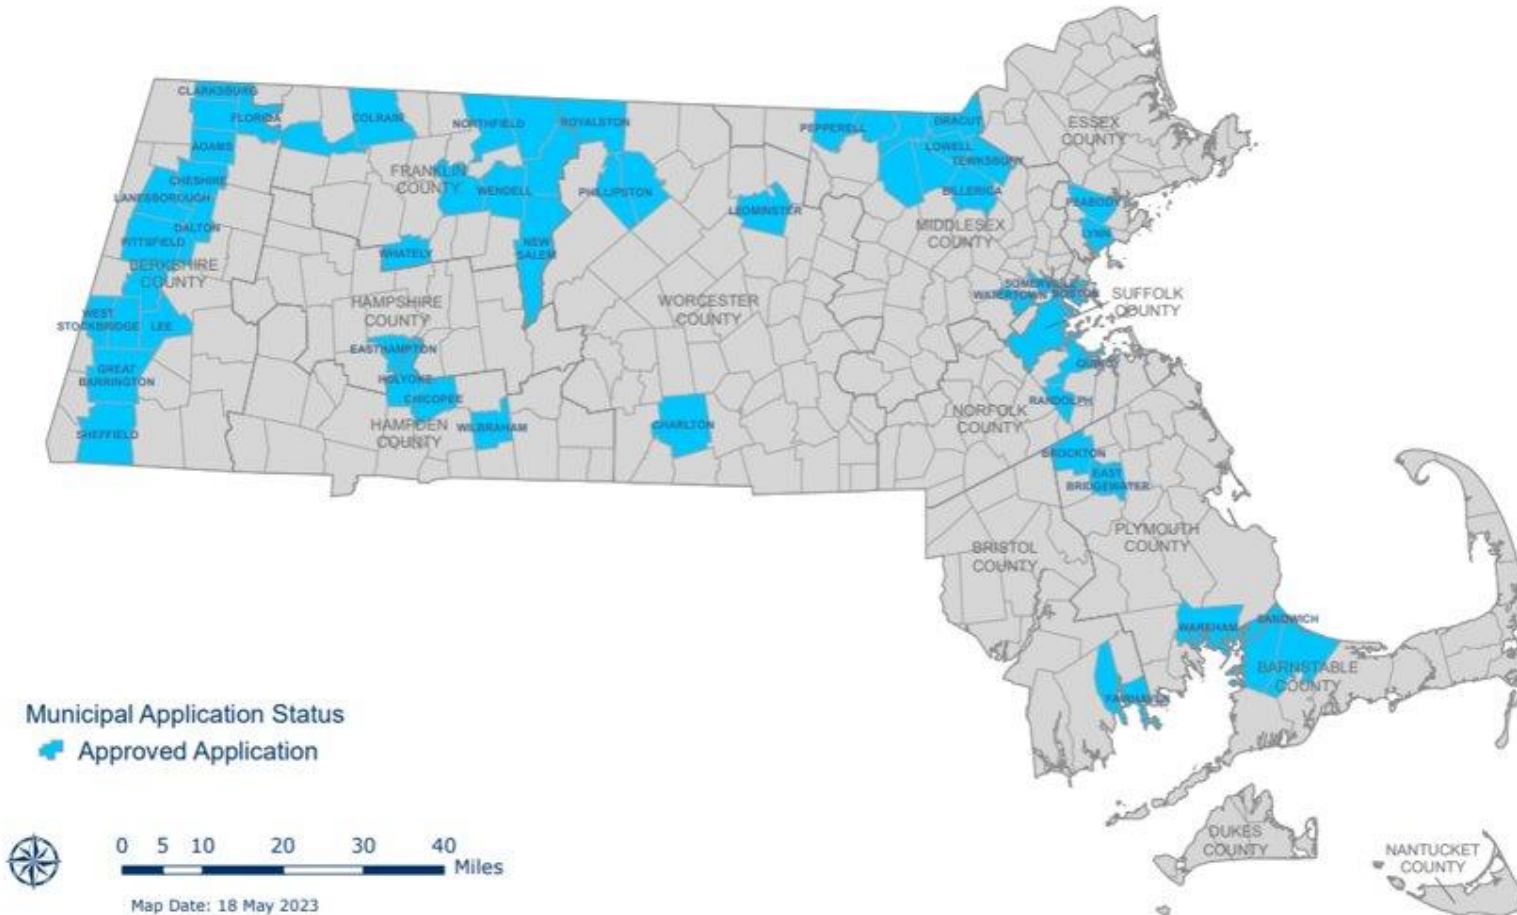 CLARKSBURG
FLORIDA
COLRAIN
NORTHFIELD
ROYALSTON
PEPPERELL
DRACUT
ESSEX
COUNTY
ADAMS
LOWELL
TEWKSBURY
FRANKLIN
COUNTY
CHESHIRE
LANESBOROUGH
WENDELL
PHILLIPSTON
BILLERICA
PEABODY
LEOMINSTER
DALTON
MIDDLESEX
COUNTY
LYNN
PITTSFIELD
WHATELY
NEW
SALEM
BERKSHIRE
COUNTY
SOMERVILLE
WATERTOWN
BOSTON
SUFFOLK
COUNTY
HAMPSHIRE
COUNTY
WORCESTER
COUNTY
WEST
STOCKBRIDGE
LEE
EASTHAMPTON
QUINCY
GREAT
BARRINGTON
HOLYOKE
CHICOPEE
RANDOLPH
NORFOLK
COUNTY
SHEFFIELD
HAMPDEN
COUNTY
WILBRAHAM
CHARLTON
BROCKTON
EAST
BRIDGEWATER
PLYMOUTH
COUNTY
BRISTOL
COUNTY
WAREHAM
SANDWICH
BARNSTABLE
COUNTY
FAIRHAVEN
Municipal Application Status
Approved Application
0 5 10 20 30 40
Miles
Map Date: 18 May 2023
DUKES
COUNTY
NANTUCKET
COUNTY